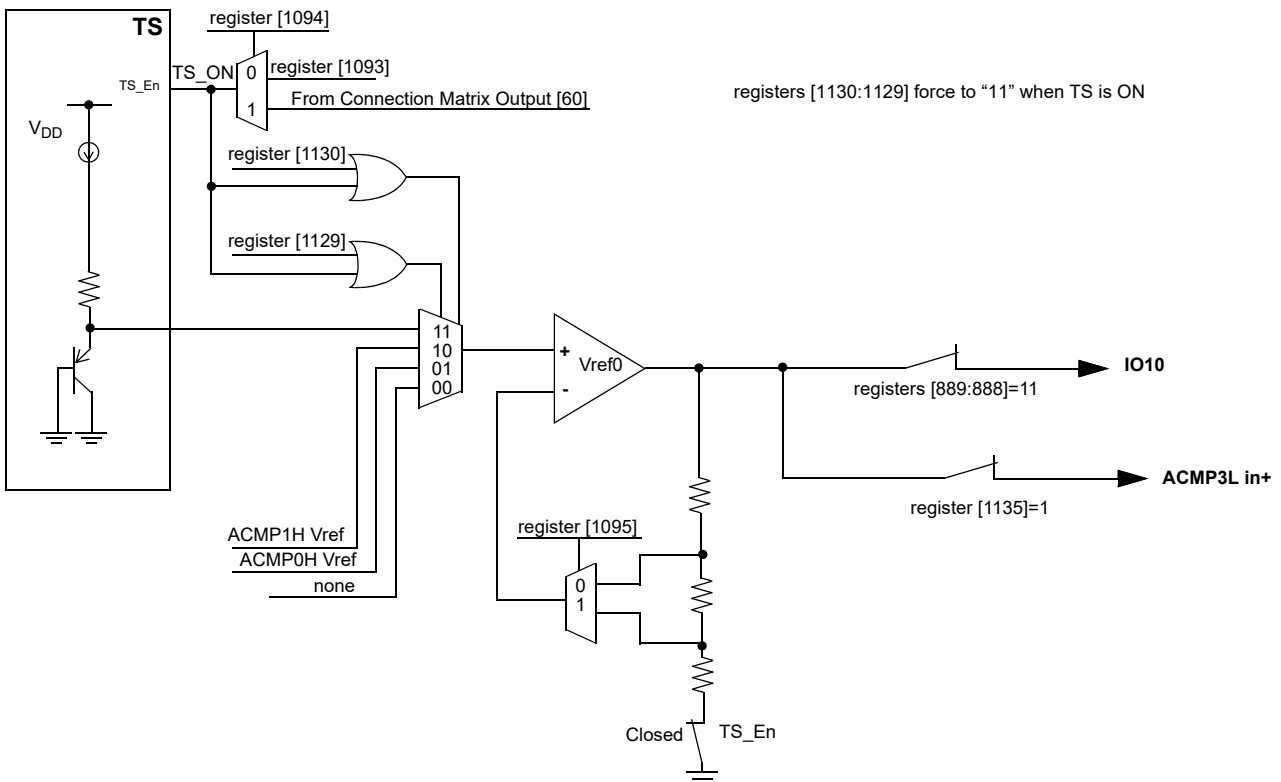 TS
register [1094]
TS_En
TS_ON
0
register [1093]
1
From Connection Matrix Output [60]
registers [1130:1129] force to “11” when TS is ON
VDD
register [1130]
register [1129]
11
10
01
00
+
Vref0
-
IO10
registers [889:888]=11
ACMP3L in+
register [1135]=1
ACMP1H Vref
ACMP0H Vref
none
register [1095]
0
1
Closed
TS_En